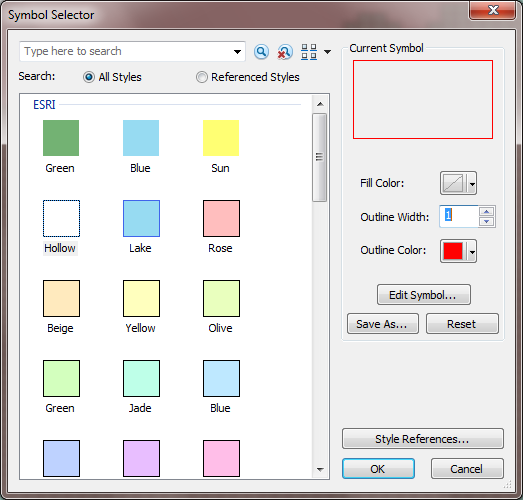 Symbol Selector
Type here to search
Search:
All Styles
Referenced Styles
ESRI
Green Blue Sun
Hollow Lake Rose
Beige Yellow Olive
Green Jade Blue
Current Symbol
Fill Color:
Outline Width: 1
Outline Color:
Edit Symbol...
Save As... Reset
Style References...
OK Cancel